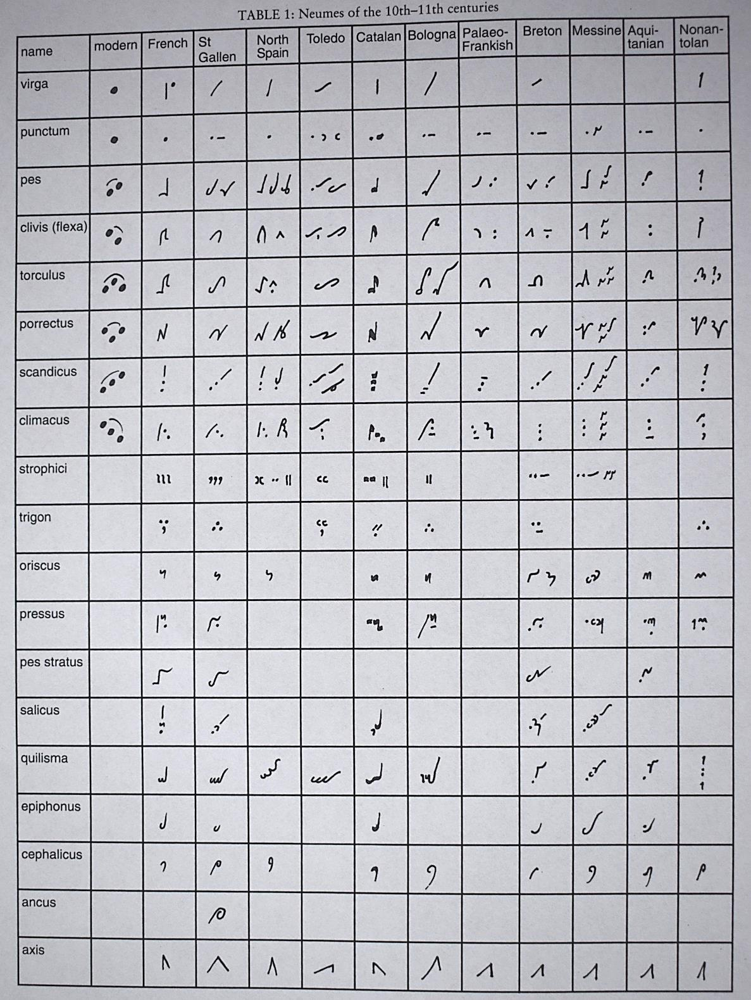 TABLE 1: Neumes of the 10th–11th centuries
name modern French St Gallen North Spain Toledo Catalan Bologna Palaeo-Frankish Breton Messine Aqui-tanian Nonan-tolan
virga
punctum
pes
clivis (flexa)
torculus
porrectus
scandicus
climacus
strophici
trigon
oriscus
pressus
pes stratus
salicus
quilisma
epiphonus
cephalicus
ancus
axis